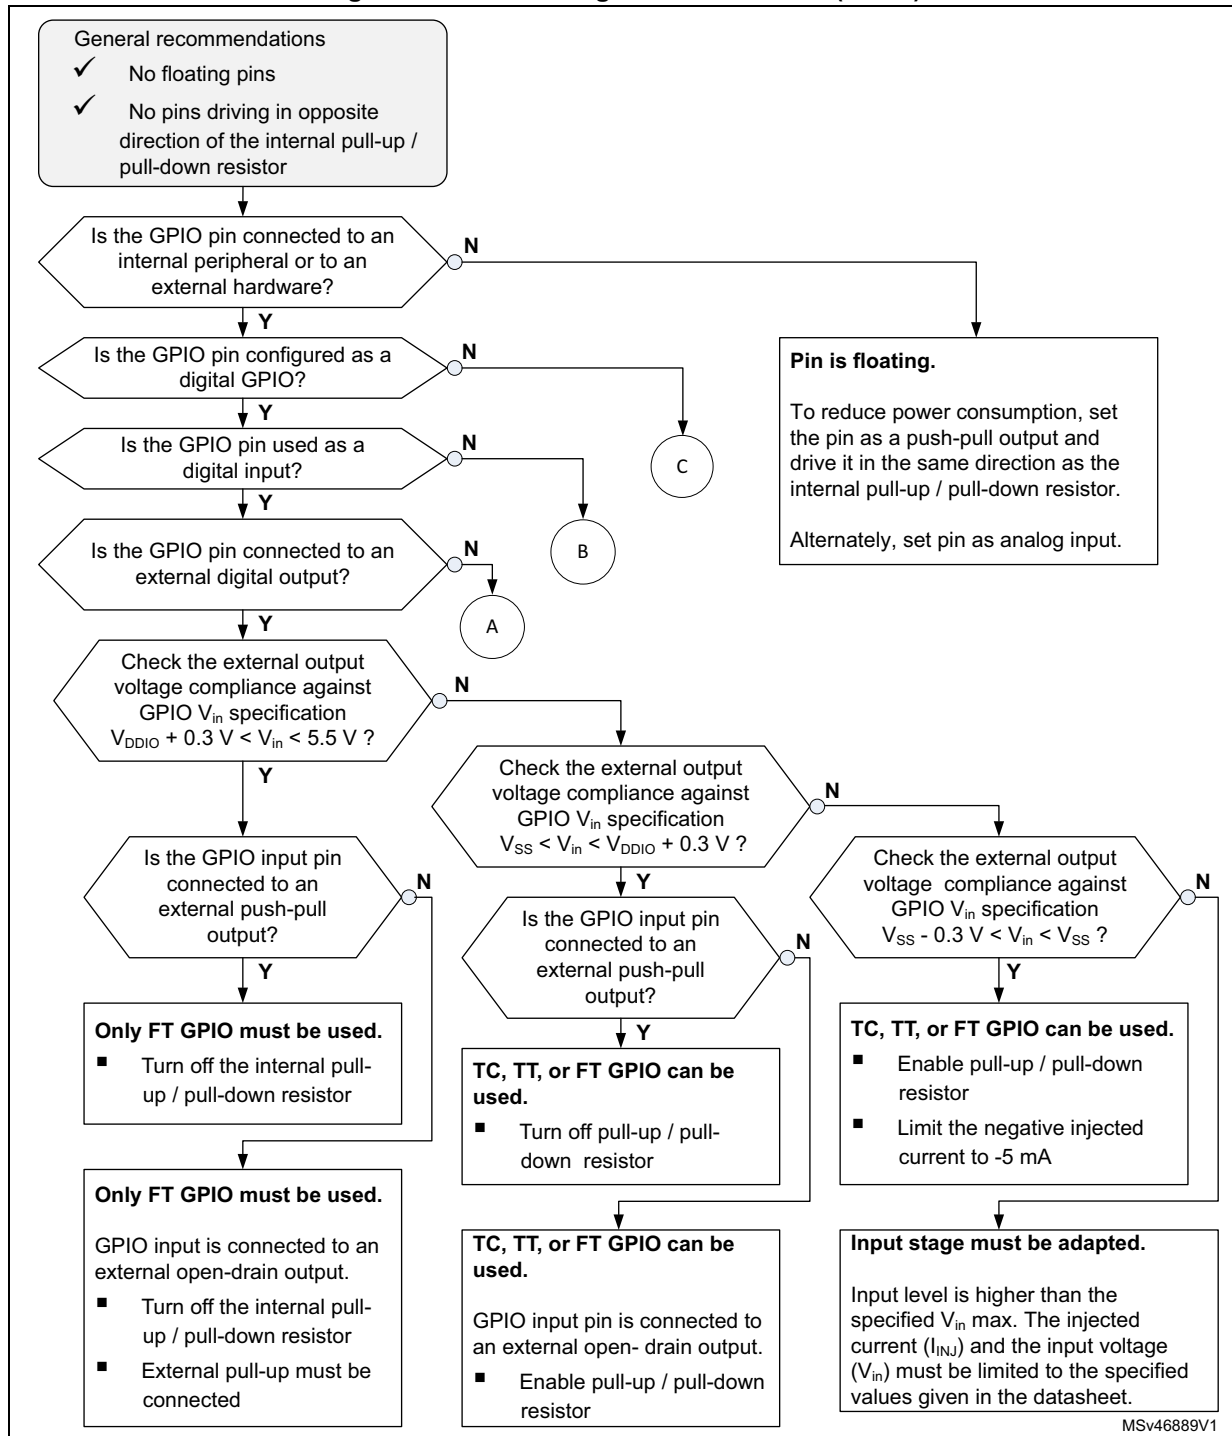 General recommendations
✓ No floating pins
✓ No pins driving in opposite
direction of the internal pull-up /
pull-down resistor
Is the GPIO pin connected to an
internal peripheral or to an
external hardware?
N
Y
Is the GPIO pin configured as a
digital GPIO?
N
Y
Pin is floating.
To reduce power consumption, set
the pin as a push-pull output and
drive it in the same direction as the
internal pull-up / pull-down resistor.
Alternately, set pin as analog input.
Is the GPIO pin used as a
digital input?
N
Y
C
Is the GPIO pin connected to an
external digital output?
N
Y
B
A
Check the external output
voltage compliance against
GPIO Vin specification
VDDIO + 0.3 V < Vin < 5.5 V ?
N
Y
Check the external output
voltage compliance against
GPIO Vin specification
VSS < Vin < VDDIO + 0.3 V ?
N
Y
Is the GPIO input pin
connected to an
external push-pull
output?
N
Y
Check the external output
voltage compliance against
GPIO Vin specification
VSS - 0.3 V < Vin < VSS ?
N
Y
Is the GPIO input pin
connected to an
external push-pull
output?
N
Y
Only FT GPIO must be used.
■ Turn off the internal pull-
up / pull-down resistor
TC, TT, or FT GPIO can be
used.
■ Turn off pull-up / pull-
down resistor
TC, TT, or FT GPIO can be used.
■ Enable pull-up / pull-down
resistor
■ Limit the negative injected
current to -5 mA
Only FT GPIO must be used.
GPIO input is connected to an
external open-drain output.
■ Turn off the internal pull-
up / pull-down resistor
■ External pull-up must be
connected
TC, TT, or FT GPIO can be
used.
GPIO input pin is connected to
an external open- drain output.
■ Enable pull-up / pull-down
resistor
Input stage must be adapted.
Input level is higher than the
specified Vin max. The injected
current (IINJ) and the input voltage
(Vin) must be limited to the specified
values given in the datasheet.
MSv46889V1